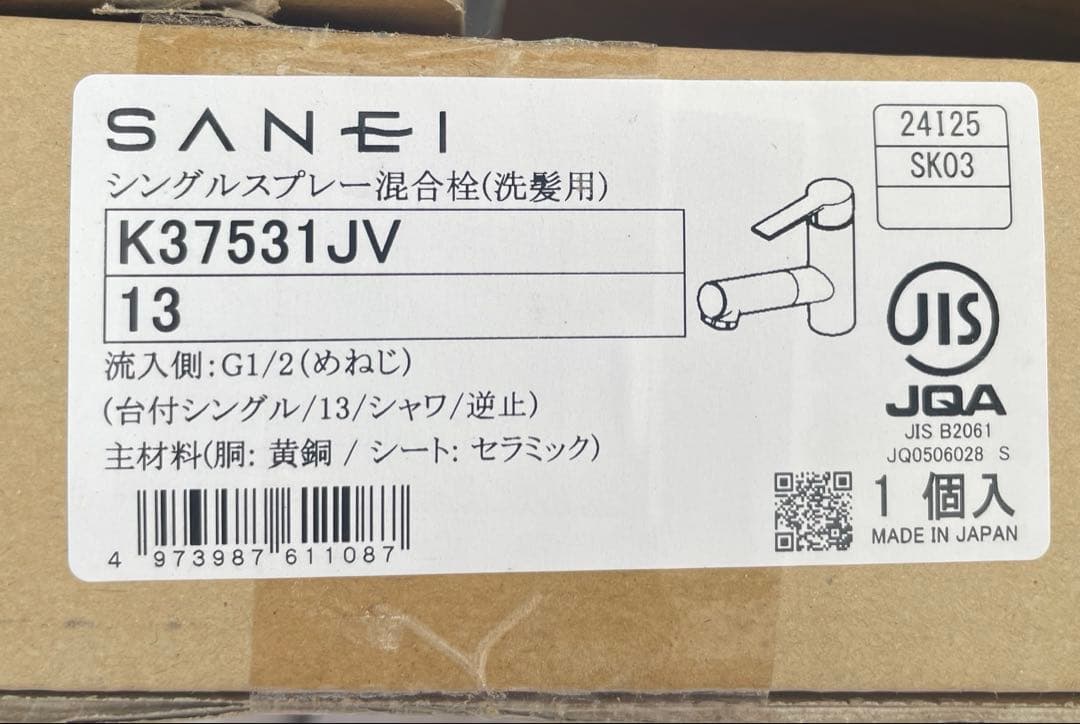 SANEI
シングルスプレー混合栓(洗髪用)
K37531JV
13
流入側:G1/2(めねじ)
(台付シングル/13/シャワ/逆止)
主材料(胴: 黄銅 / シート: セラミック)
4 973987 611087
24I25
SK03
JIS
JQA
JIS B2061
JQ0506028 S
1 個入
MADE IN JAPAN